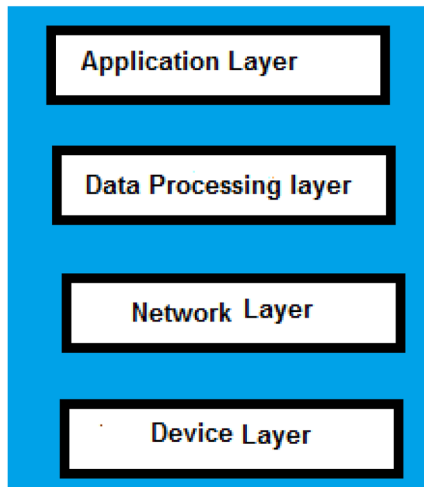 Application Layer
Data Processing layer
Network Layer
Device Layer